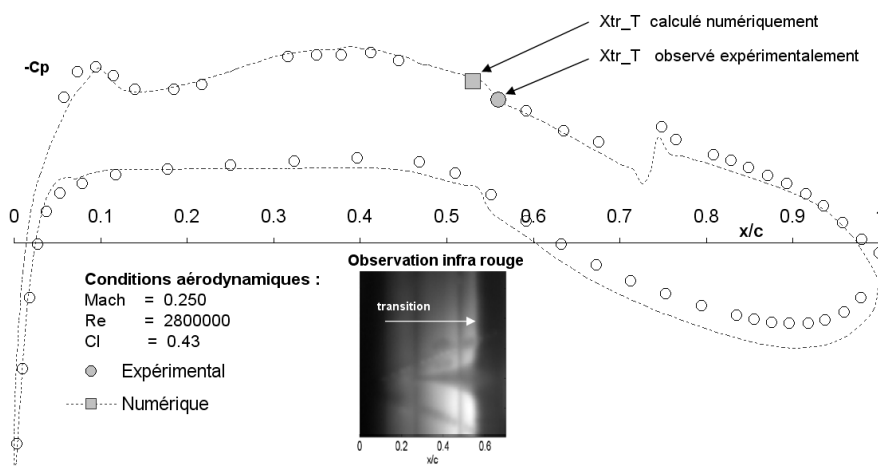 Xtr_T calculé numériquement
-Cp
Xtr_T observé expérimentalement
0 0.1 0.2 0.3 0.4 0.5 0.6 0.7 0.8 0.9
x/c
Observation infra rouge
Conditions aérodynamiques :
Mach = 0.250
Re = 2800000
Cl = 0.43
Expérimental
Numérique
transition
0 0.2 0.4 0.6
x/c